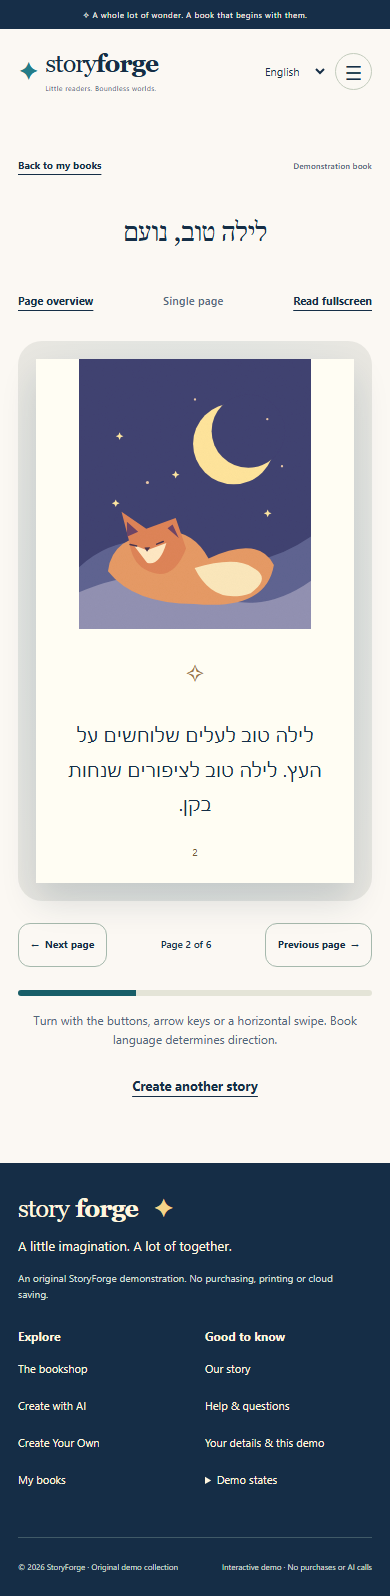 ✧ A whole lot of wonder. A book that begins with them.
storyforge
Little readers. Boundless worlds.
English
Back to my books
Demonstration book
לילה טוב, נועם
Page overview
Single page
Read fullscreen
לילה טוב לעלים שלוחשים על
העץ. לילה טוב לציפורים שנחות
בקן.
2
← Next page
Page 2 of 6
Previous page →
Turn with the buttons, arrow keys or a horizontal swipe. Book
language determines direction.
Create another story
story forge
A little imagination. A lot of together.
An original StoryForge demonstration. No purchasing, printing or cloud
saving.
Explore
The bookshop
Create with AI
Create Your Own
My books
Good to know
Our story
Help & questions
Your details & this demo
▶ Demo states
© 2026 StoryForge · Original demo collection
Interactive demo · No purchases or AI calls